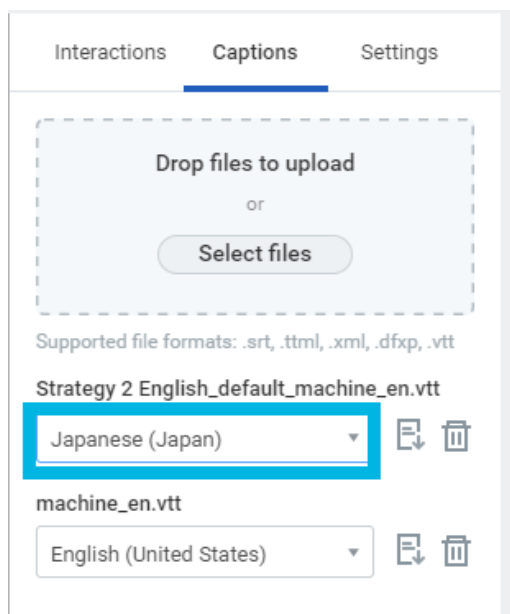 Interactions Captions Settings
Drop files to upload
or
Select files
Supported file formats: .srt, .ttml, .xml, .dfxp, .vtt
Strategy 2 English_default_machine_en.vtt
Japanese (Japan)
machine_en.vtt
English (United States)